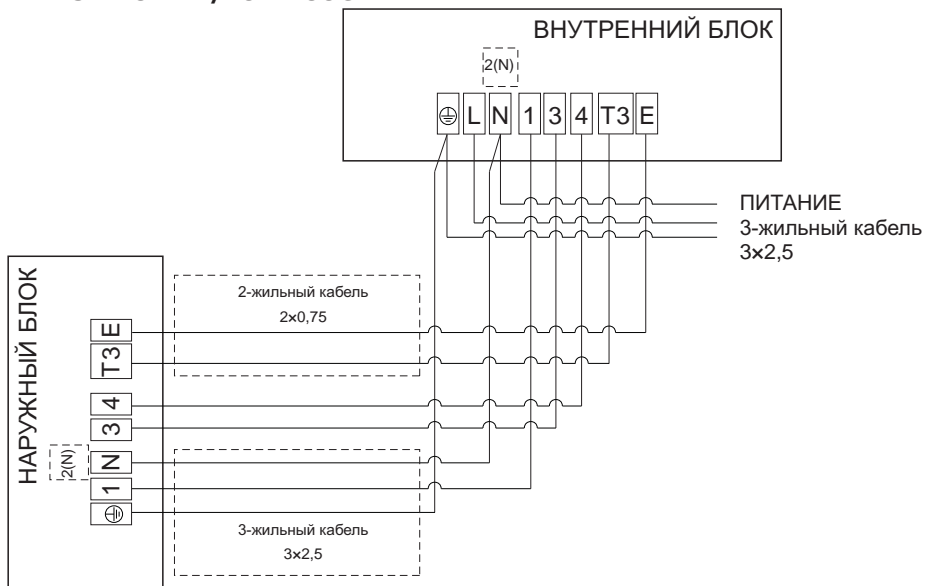 ВНУТРЕННИЙ БЛОК
2(N)
L N 1 3 4 T3 E
ПИТАНИЕ
3-жильный кабель
3×2,5
НАРУЖНЫЙ БЛОК
2-жильный кабель
2×0,75
E
T3
4
3
N
2(N)
1
3-жильный кабель
3×2,5